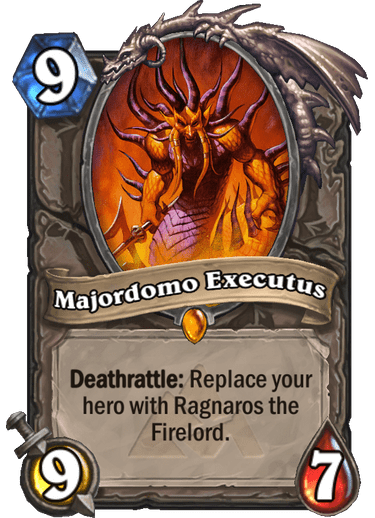 9
Majordomo Executus
Deathrattle: Replace your
hero with Ragnaros the
Firelord.
9
7